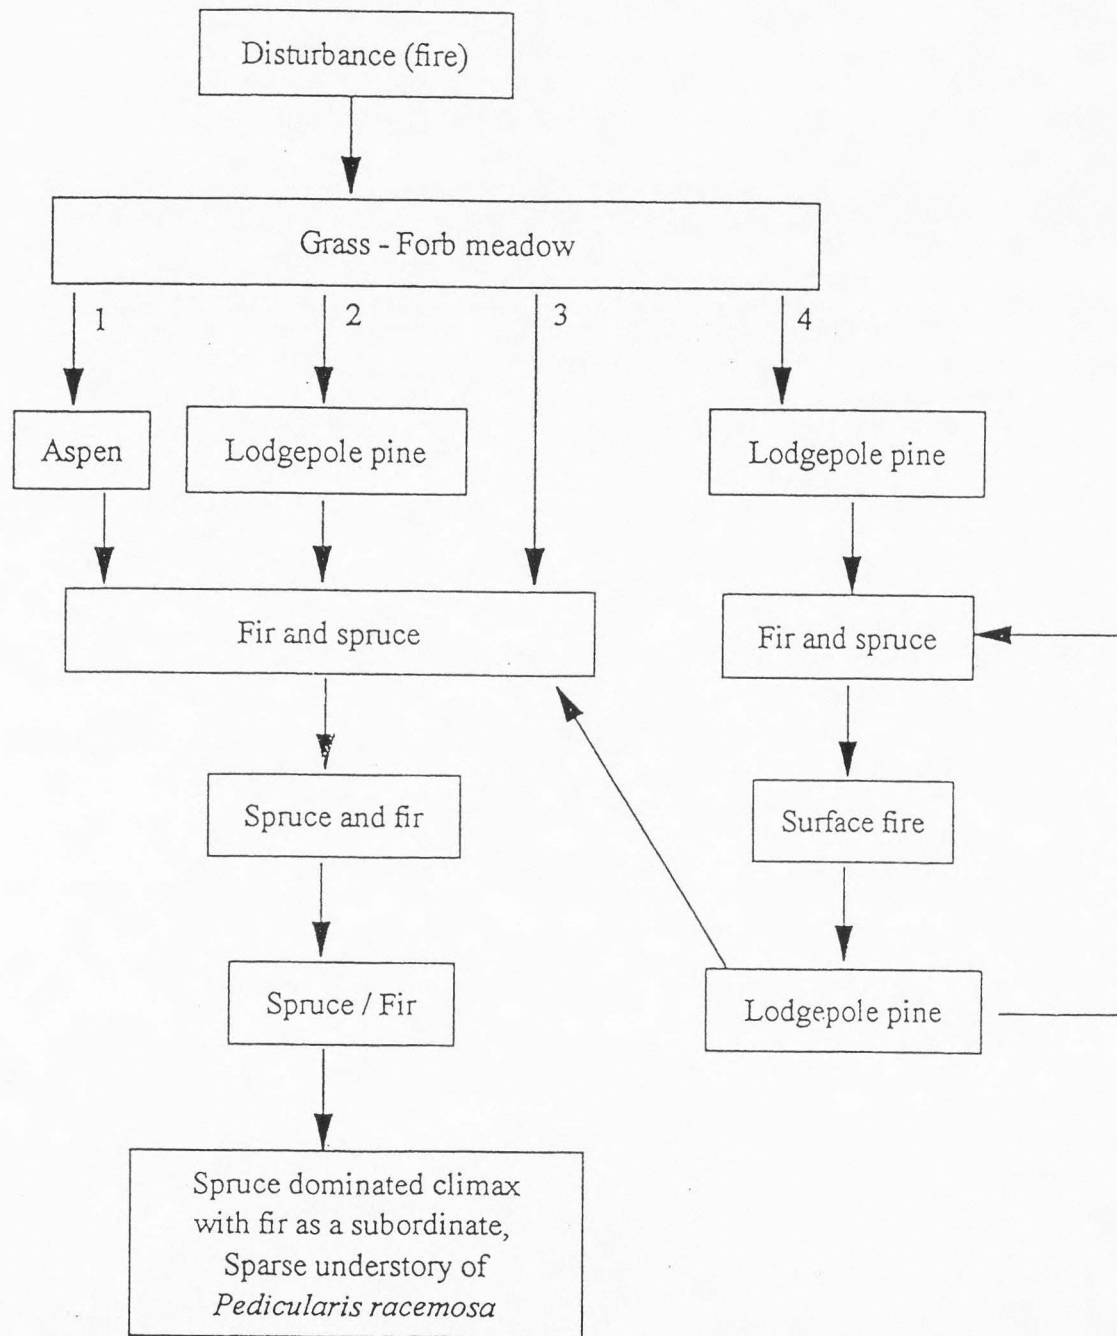 Disturbance (fire)
Grass - Forb meadow
1
2
3
4
Aspen
Lodgepole pine
Lodgepole pine
Fir and spruce
Fir and spruce
Spruce and fir
Surface fire
Spruce / Fir
Lodgepole pine
Spruce dominated climax
with fir as a subordinate,
Sparse understory of
Pedicularis racemosa